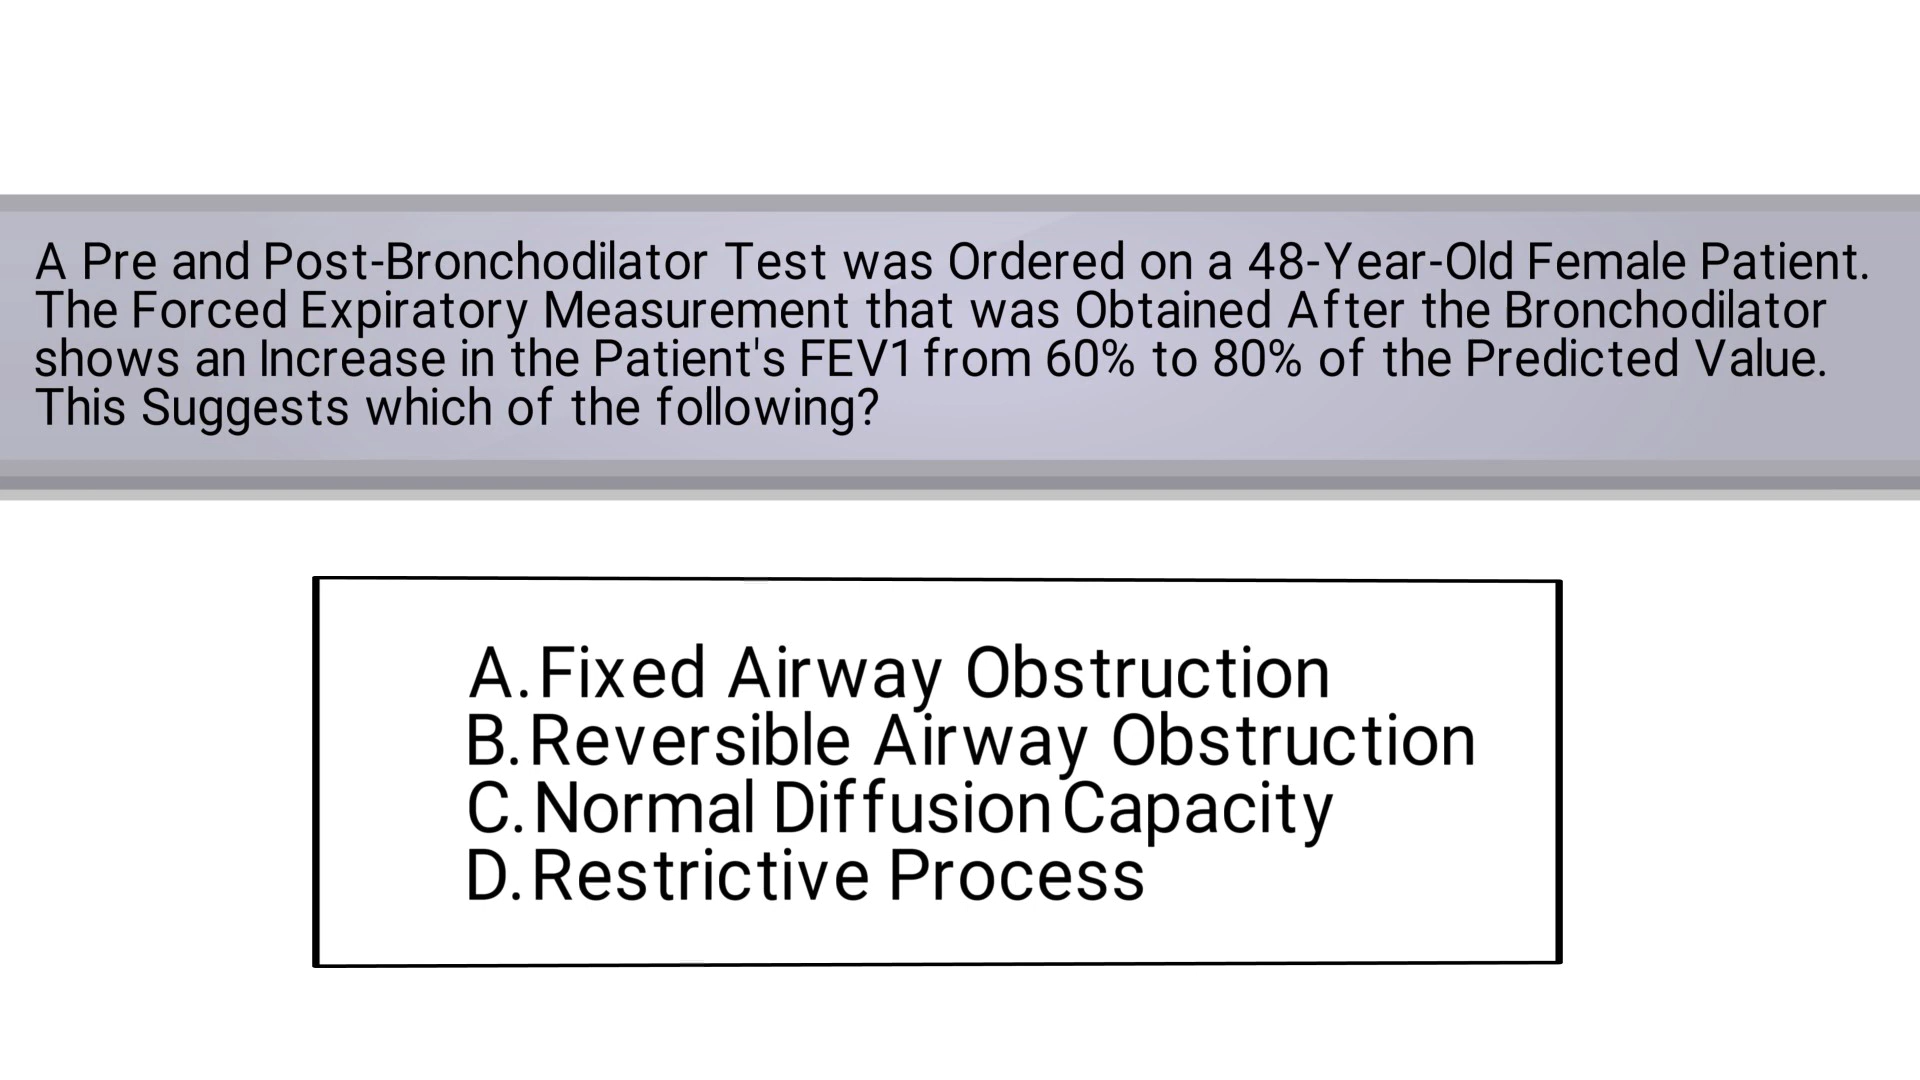 A Pre and Post-Bronchodilator Test was Ordered on a 48-Year-Old Female Patient.
The Forced Expiratory Measurement that was Obtained After the Bronchodilator
shows an Increase in the Patient's FEV1 from 60% to 80% of the Predicted Value.
This Suggests which of the following?
A. Fixed Airway Obstruction
B. Reversible Airway Obstruction
C. Normal Diffusion Capacity
D. Restrictive Process